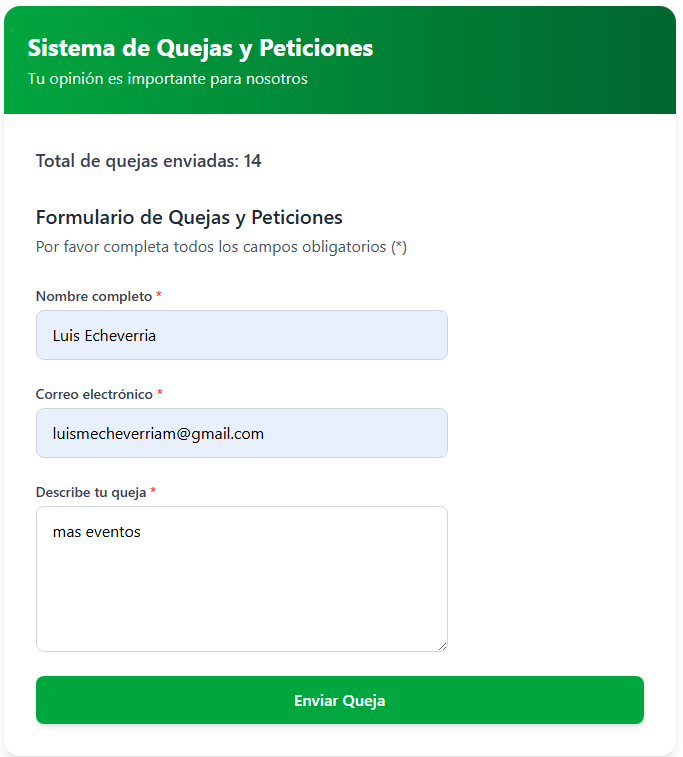 Sistema de Quejas y Peticiones
Tu opinión es importante para nosotros
Total de quejas enviadas: 14
Formulario de Quejas y Peticiones
Por favor completa todos los campos obligatorios (*)
Nombre completo *
Luis Echeverria
Correo electrónico *
luismecheverriam@gmail.com
Describe tu queja *
mas eventos
Enviar Queja